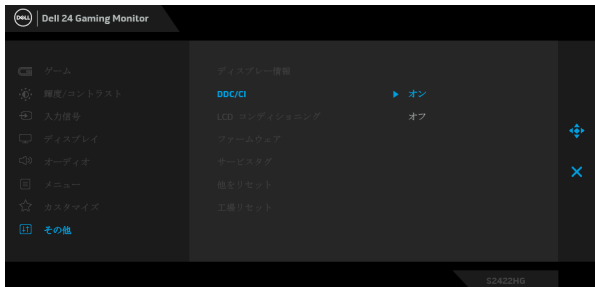 DELL Dell 24 Gaming Monitor
ゲーム
輝度/コントラスト
入力信号
ディスプレイ
オーディオ
メニュー
カスタマイズ
その他
ディスプレー情報
DDC/CI オン
LCD コンディショニング オフ
ファームウェア
サービスタグ
他をリセット
工場リセット
S2422HG